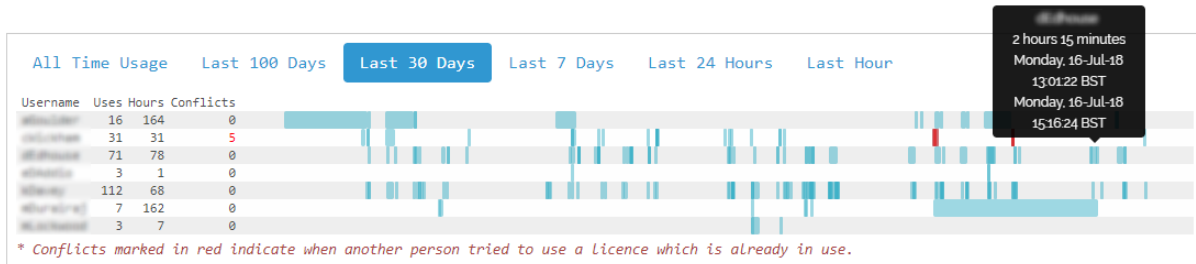 2 hours 15 minutes
Monday, 16-Jul-18
13:01:22 BST
Monday, 16-Jul-18
15:16:24 BST
All Time Usage Last 100 Days Last 30 Days Last 7 Days Last 24 Hours Last Hour
Username Uses Hours Conflicts
16 164 0
31 31 5
71 78 0
3 1 0
112 68 0
7 162 0
3 7 0
* Conflicts marked in red indicate when another person tried to use a licence which is already in use.